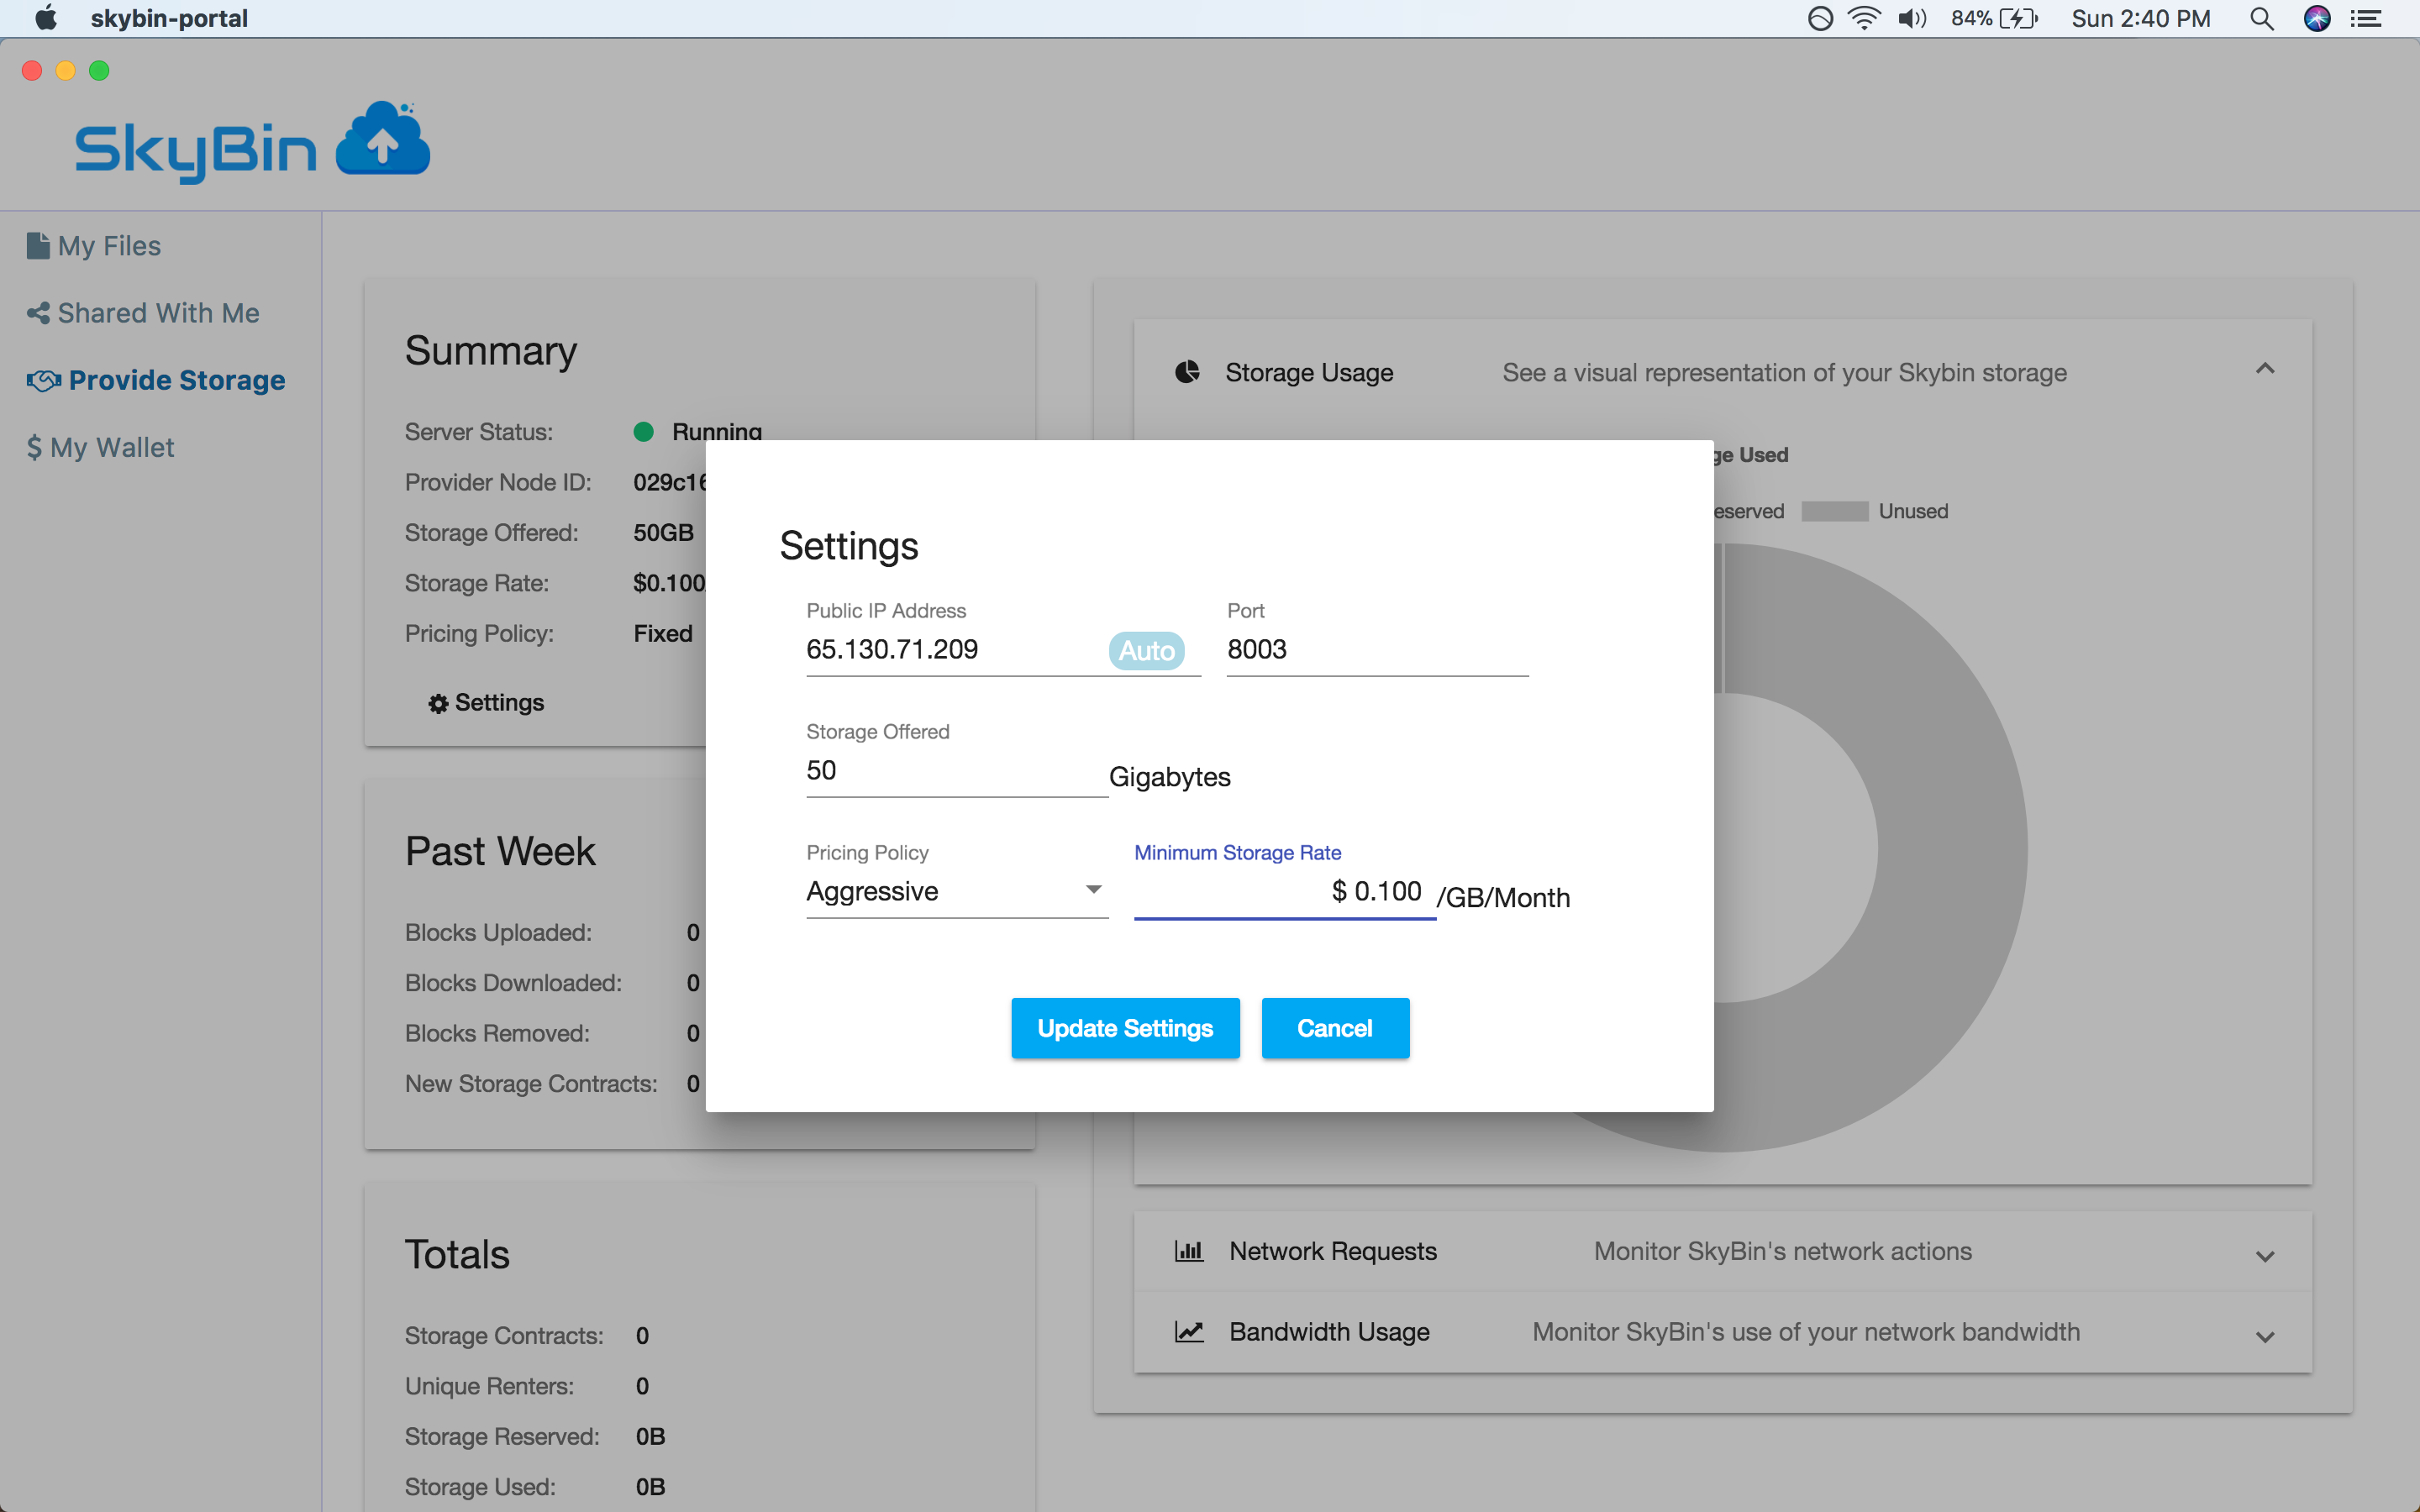 skybin-portal
84%
Sun 2:40 PM
SkyBin
My Files
Shared With Me
Provide Storage
$ My Wallet
Summary
Server Status: Running
Provider Node ID: 029c16
Storage Offered: 50GB
Storage Rate: $0.100
Pricing Policy: Fixed
Settings
Past Week
Blocks Uploaded: 0
Blocks Downloaded: 0
Blocks Removed: 0
New Storage Contracts: 0
Totals
Storage Contracts: 0
Unique Renters: 0
Storage Reserved: 0B
Storage Used: 0B
Settings
Public IP Address
65.130.71.209
Auto
Port
8003
Storage Offered
50
Gigabytes
Pricing Policy
Aggressive
Minimum Storage Rate
$ 0.100
/GB/Month
Update Settings
Cancel
Storage Usage
See a visual representation of your Skybin storage
ge Used
eserved
Unused
Network Requests
Monitor SkyBin's network actions
Bandwidth Usage
Monitor SkyBin's use of your network bandwidth